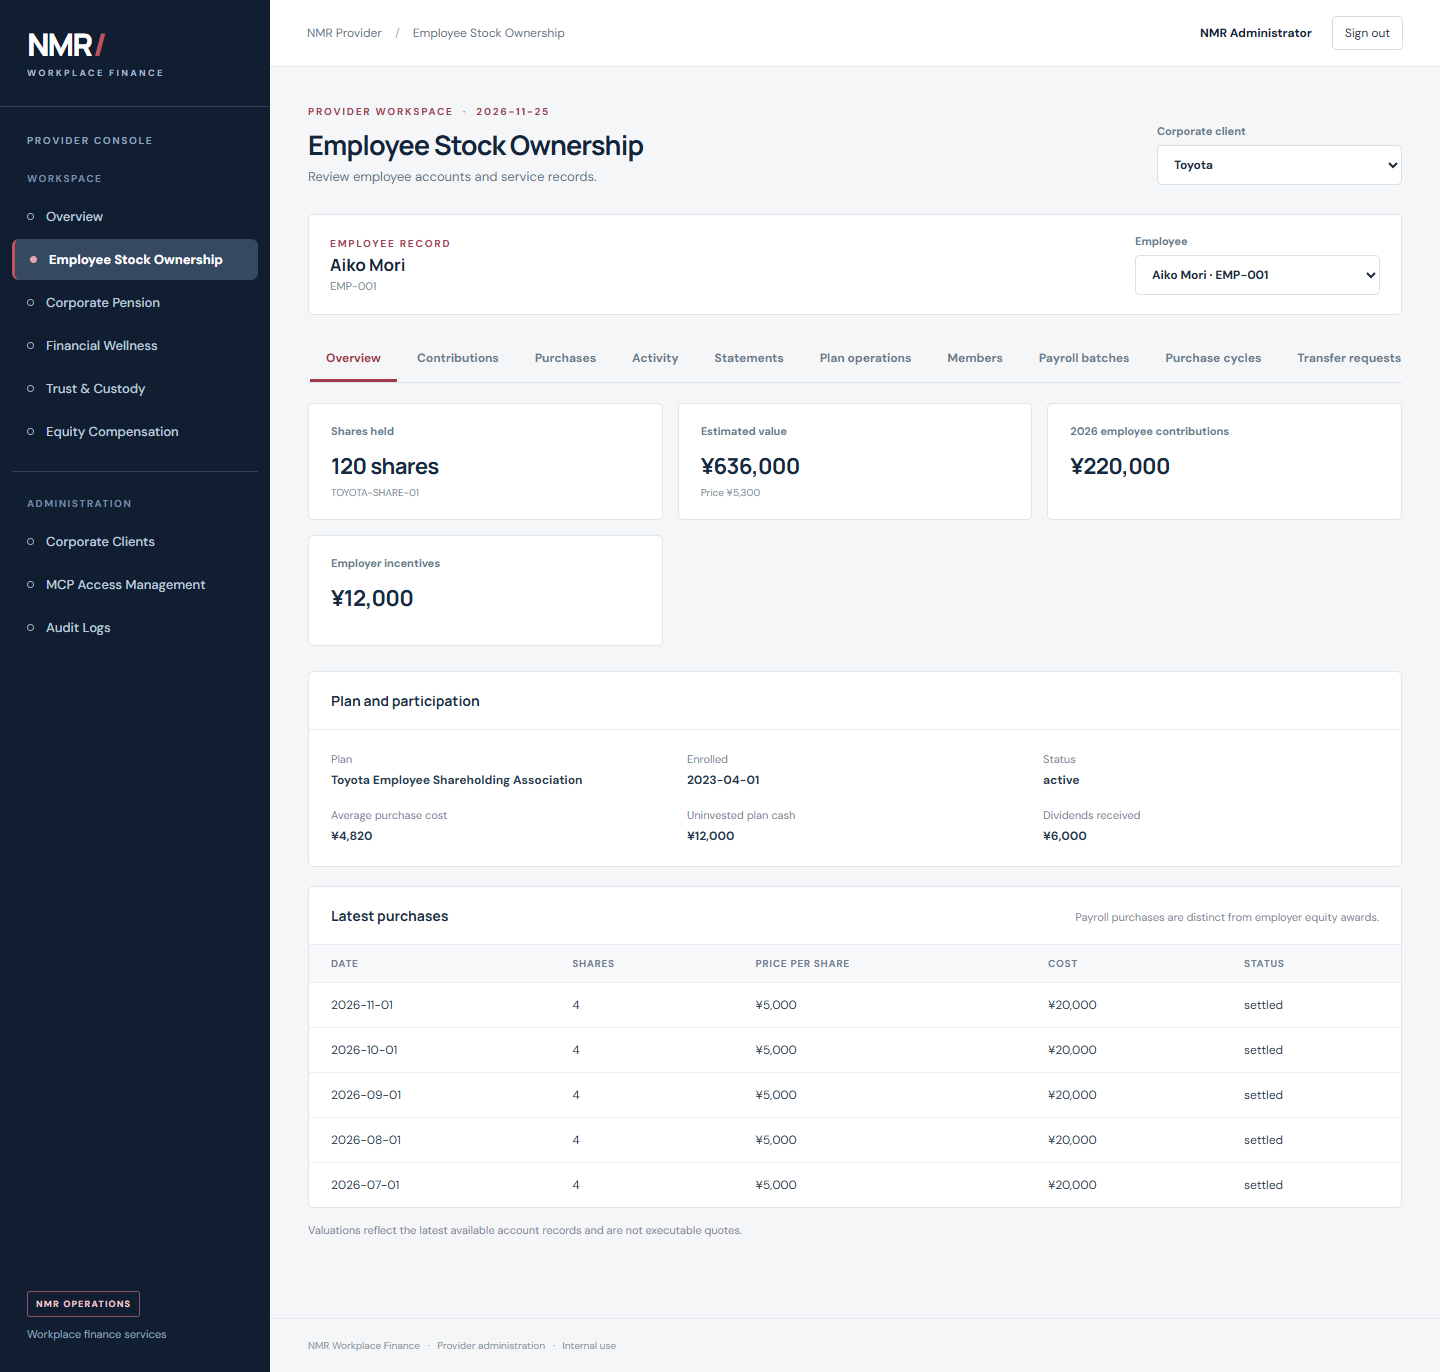 NMR/
WORKPLACE FINANCE
PROVIDER CONSOLE
WORKSPACE
Overview
Employee Stock Ownership
Corporate Pension
Financial Wellness
Trust & Custody
Equity Compensation
ADMINISTRATION
Corporate Clients
MCP Access Management
Audit Logs
NMR OPERATIONS
Workplace finance services
NMR Provider / Employee Stock Ownership
NMR Administrator Sign out
PROVIDER WORKSPACE · 2026-11-25
Employee Stock Ownership
Review employee accounts and service records.
Corporate client
Toyota
EMPLOYEE RECORD
Aiko Mori
EMP-001
Employee
Aiko Mori · EMP-001
Overview Contributions Purchases Activity Statements Plan operations Members Payroll batches Purchase cycles Transfer requests
Shares held
120 shares
TOYOTA-SHARE-01
Estimated value
¥636,000
Price ¥5,300
2026 employee contributions
¥220,000
Employer incentives
¥12,000
Plan and participation
Plan Enrolled Status
Toyota Employee Shareholding Association 2023-04-01 active
Average purchase cost Uninvested plan cash Dividends received
¥4,820 ¥12,000 ¥6,000
Latest purchases Payroll purchases are distinct from employer equity awards.
DATE SHARES PRICE PER SHARE COST STATUS
2026-11-01 4 ¥5,000 ¥20,000 settled
2026-10-01 4 ¥5,000 ¥20,000 settled
2026-09-01 4 ¥5,000 ¥20,000 settled
2026-08-01 4 ¥5,000 ¥20,000 settled
2026-07-01 4 ¥5,000 ¥20,000 settled
Valuations reflect the latest available account records and are not executable quotes.
NMR Workplace Finance · Provider administration · Internal use